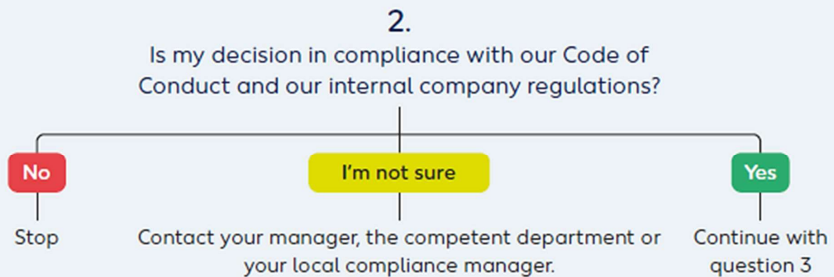 2.
Is my decision in compliance with our Code of
Conduct and our internal company regulations?
No
I'm not sure
Yes
Stop
Contact your manager, the competent department or
your local compliance manager.
Continue with
question 3